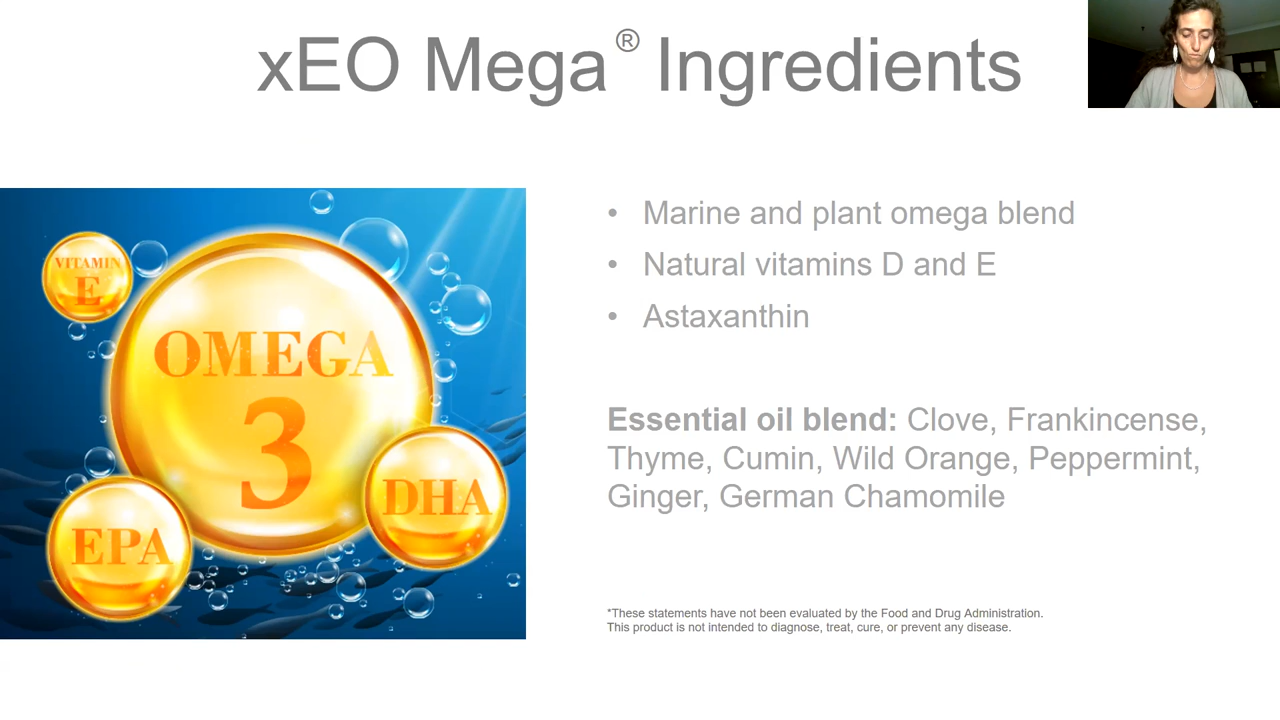 xEO Mega® Ingredients
VITAMIN
E
OMEGA
3
DHA
EPA
• Marine and plant omega blend
• Natural vitamins D and E
• Astaxanthin
Essential oil blend: Clove, Frankincense,
Thyme, Cumin, Wild Orange, Peppermint,
Ginger, German Chamomile
*These statements have not been evaluated by the Food and Drug Administration.
This product is not intended to diagnose, treat, cure, or prevent any disease.